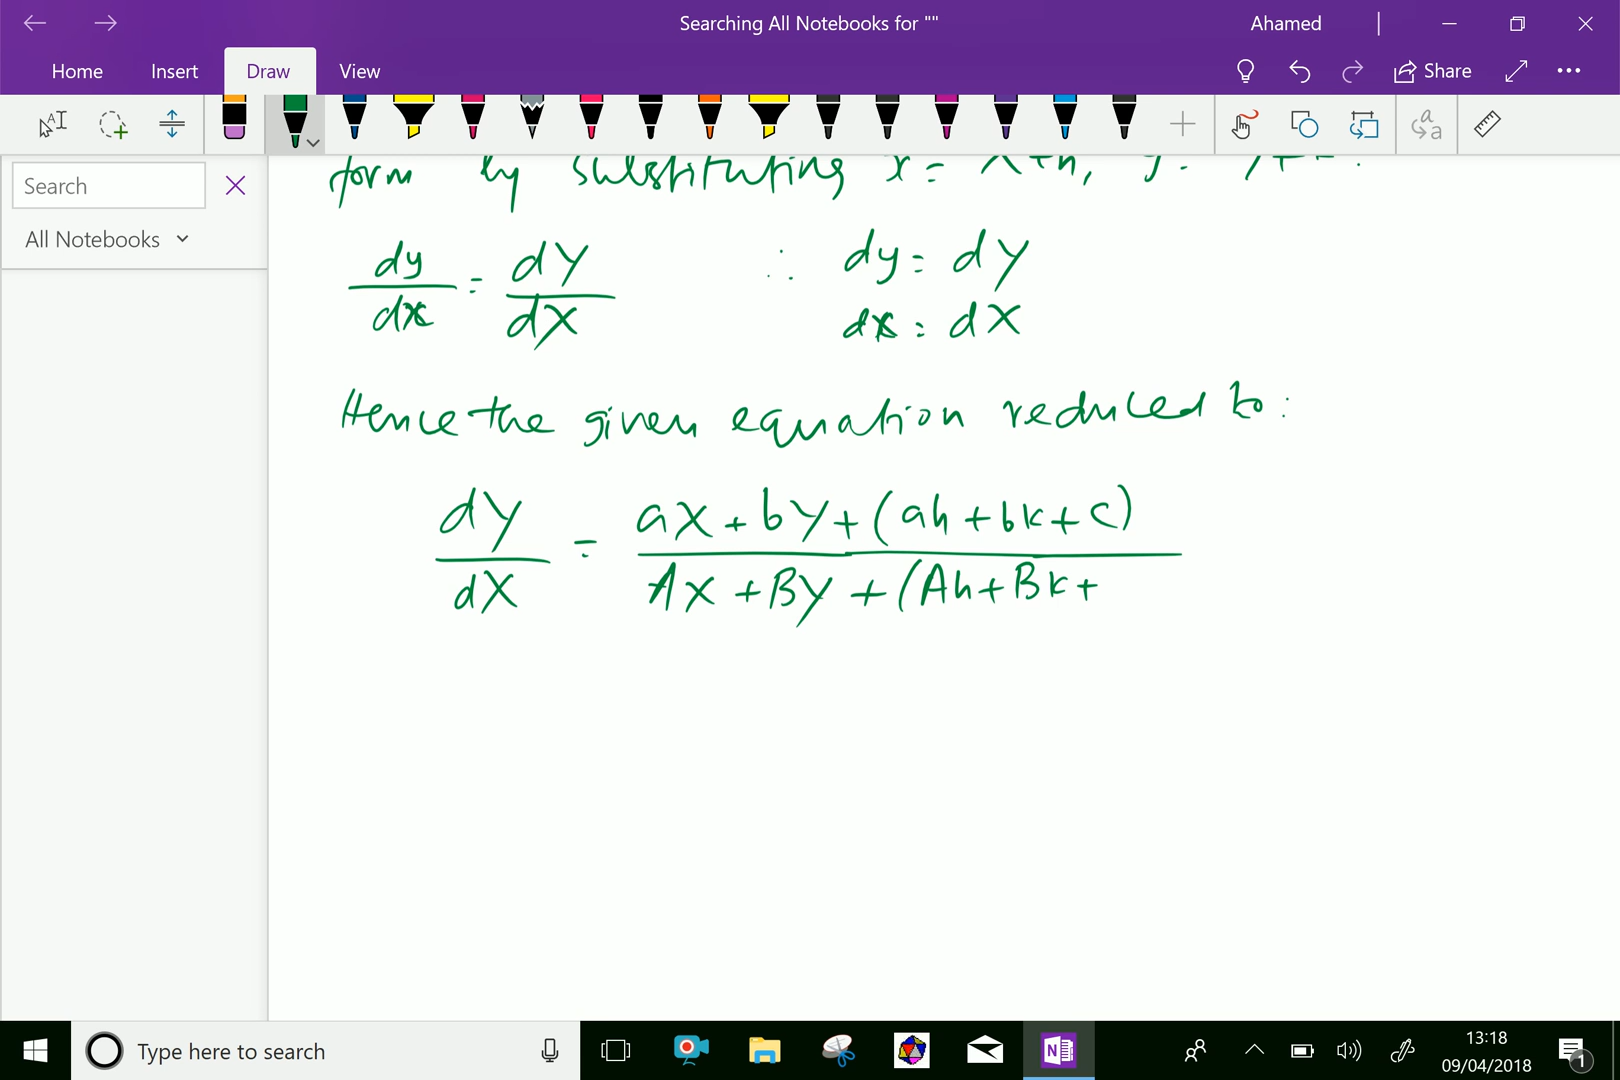 Searching All Notebooks for ""
Ahamed
Home Insert Draw View
Share
Search
All Notebooks
form by substituting x =
dy/dx = dY/dX ∴ dy = dY
dx = dX
Hence the given equation reduced to:
dY/dX = aX + bY + (ah + bk + c) / AX + BY + (Ah + Bk +
Type here to search
13:18
09/04/2018
1